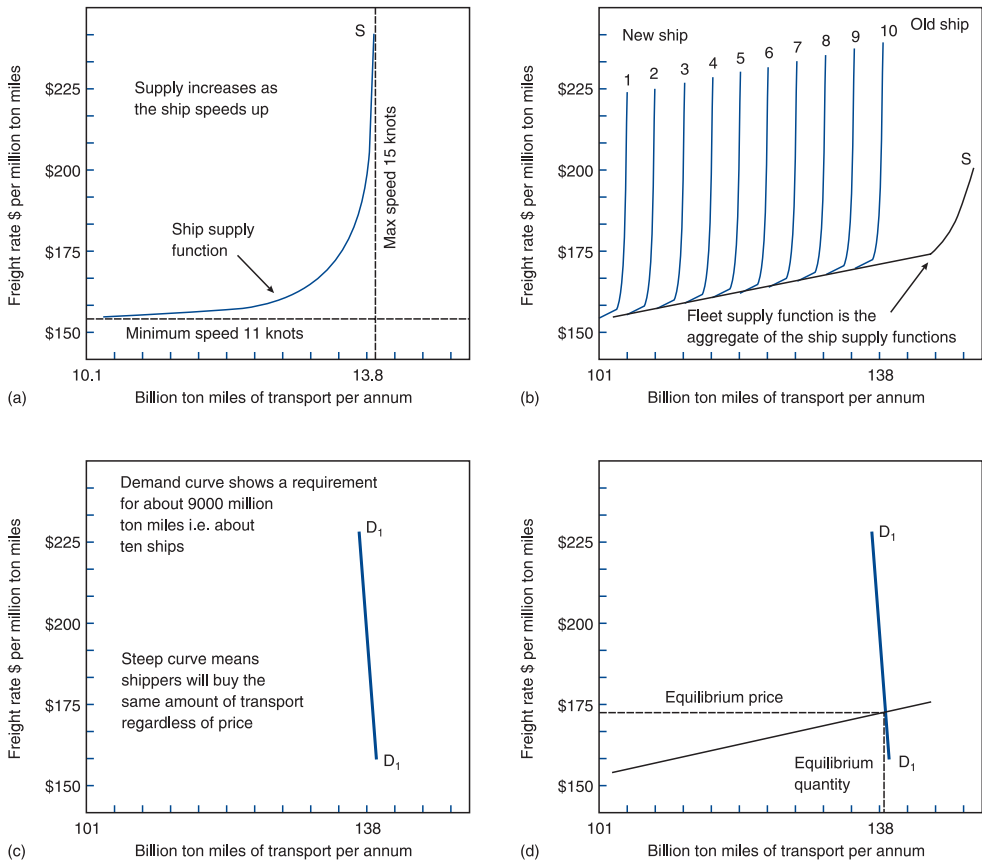 S
Supply increases as
the ship speeds up
Ship supply
function
Max speed 15 knots
Minimum speed 11 knots
$225
$200
$175
$150
Freight rate $ per million ton miles
10.1
13.8
(a)
Billion ton miles of transport per annum
New ship
Old ship
1
2
3
4
5
6
7
8
9
10
S
Fleet supply function is the
aggregate of the ship supply functions
$225
$200
$175
$150
Freight rate $ per million ton miles
101
138
(b)
Billion ton miles of transport per annum
Demand curve shows a requirement
for about 9000 million
ton miles i.e. about
ten ships
D1
Steep curve means
shippers will buy the
same amount of transport
regardless of price
D1
$225
$200
$175
$150
Freight rate $ per million ton miles
101
138
(c)
Billion ton miles of transport per annum
D1
Equilibrium price
Equilibrium
quantity
D1
$225
$200
$175
$150
Freight rate $ per million ton miles
101
138
(d)
Billion ton miles of transport per annum